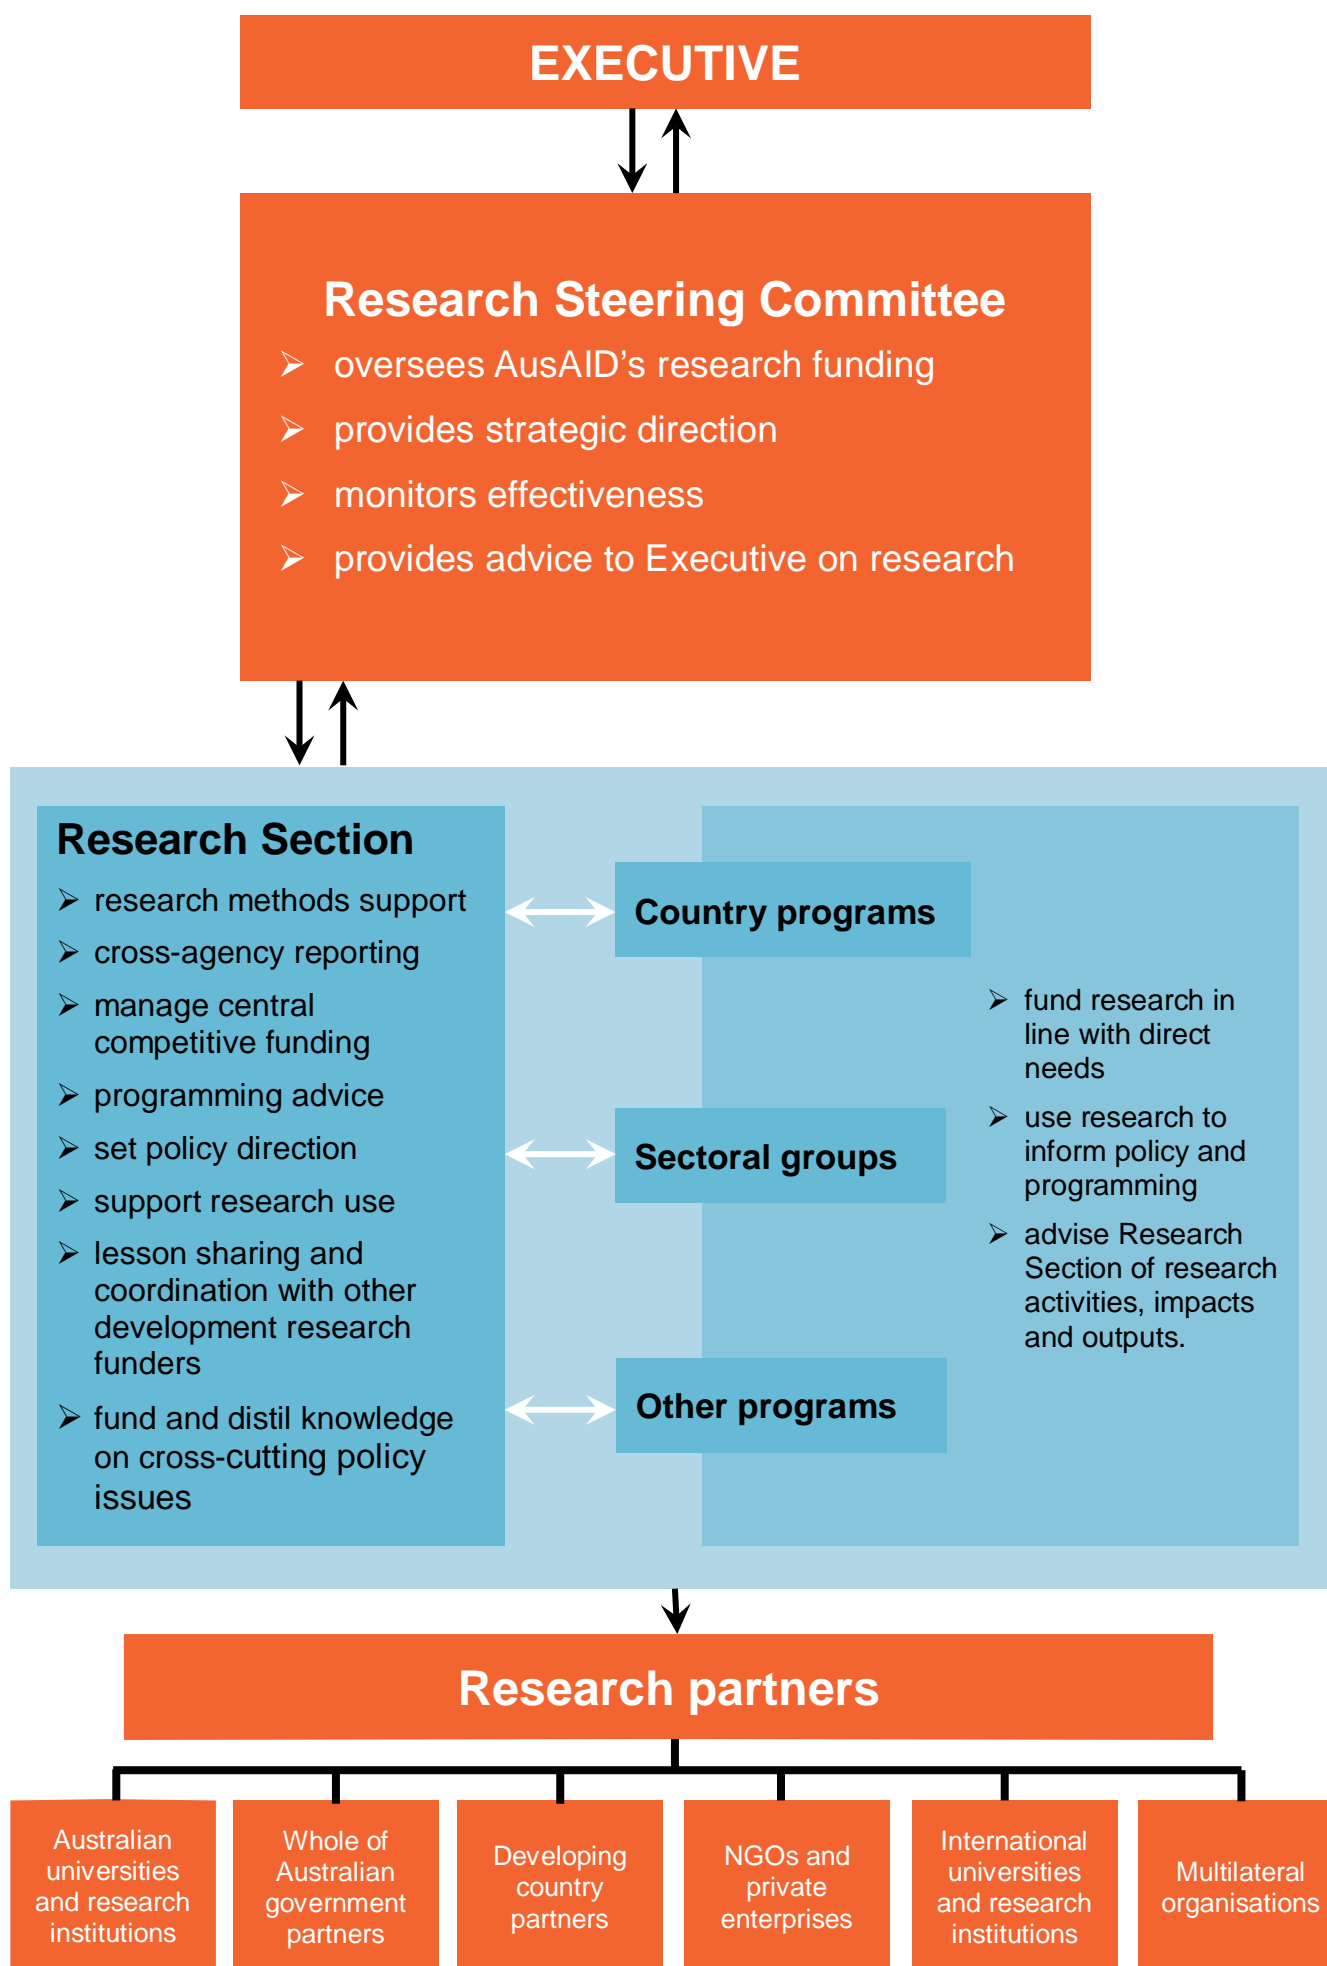 EXECUTIVE
Research Steering Committee
➢ oversees AusAID’s research funding
➢ provides strategic direction
➢ monitors effectiveness
➢ provides advice to Executive on research
Research Section
➢ research methods support
➢ cross-agency reporting
➢ manage central
competitive funding
➢ programming advice
➢ set policy direction
➢ support research use
➢ lesson sharing and
coordination with other
development research
funders
➢ fund and distil knowledge
on cross-cutting policy
issues
Country programs
Sectoral groups
Other programs
➢ fund research in
line with direct
needs
➢ use research to
inform policy and
programming
➢ advise Research
Section of research
activities, impacts
and outputs.
Research partners
Australian
universities
and research
institutions
Whole of
Australian
government
partners
Developing
country
partners
NGOs and
private
enterprises
International
universities
and research
institutions
Multilateral
organisations